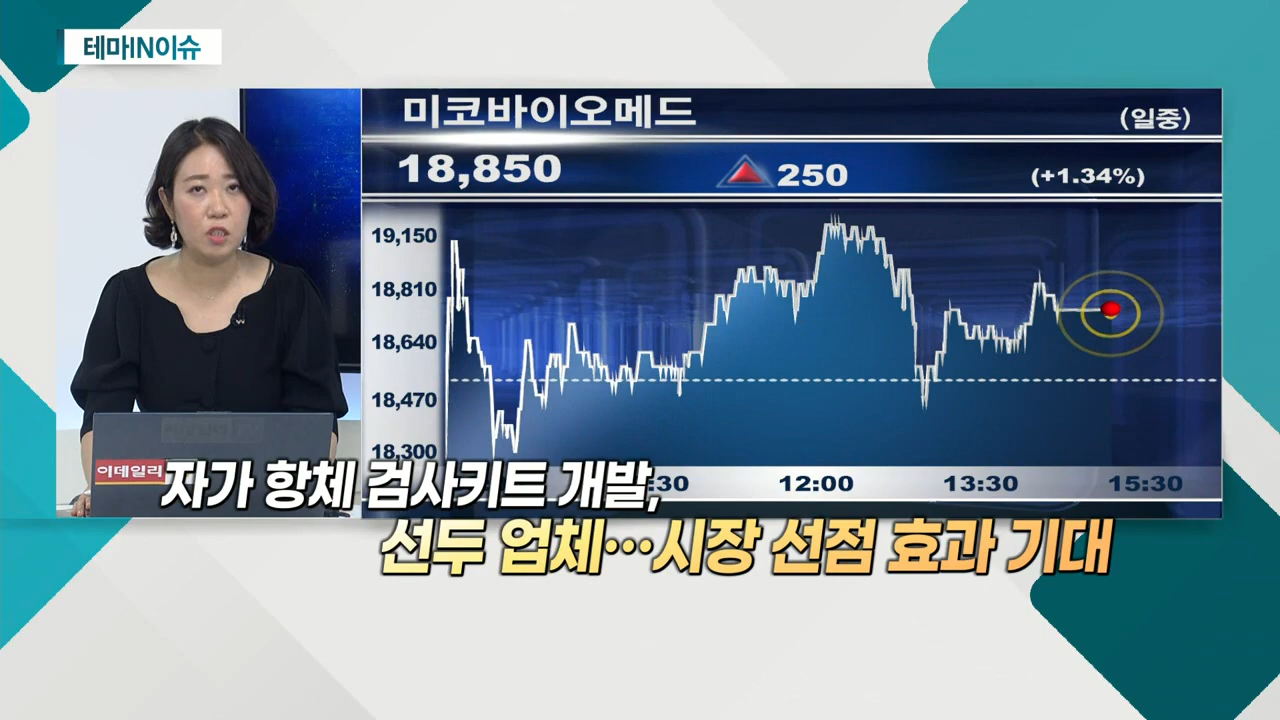 테마IN이슈
미코바이오메드
(일중)
18,850 ▲ 250 (+1.34%)
19,150
18,810
18,640
18,470
18,300
:30 12:00 13:30 15:30
이데일리
자가 항체 검사키트 개발,
선두 업체…시장 선점 효과 기대